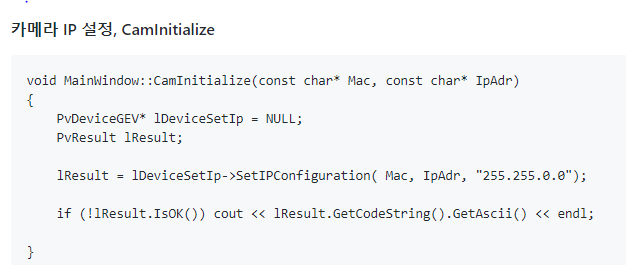 카메라 IP 설정, CamInitialize
void MainWindow::CamInitialize(const char* Mac, const char* IpAdr)
{
    PvDeviceGEV* lDeviceSetIp = NULL;
    PvResult lResult;

    lResult = lDeviceSetIp->SetIPConfiguration( Mac, IpAdr, "255.255.0.0");

    if (!lResult.IsOK()) cout << lResult.GetCodeString().GetAscii() << endl;

}